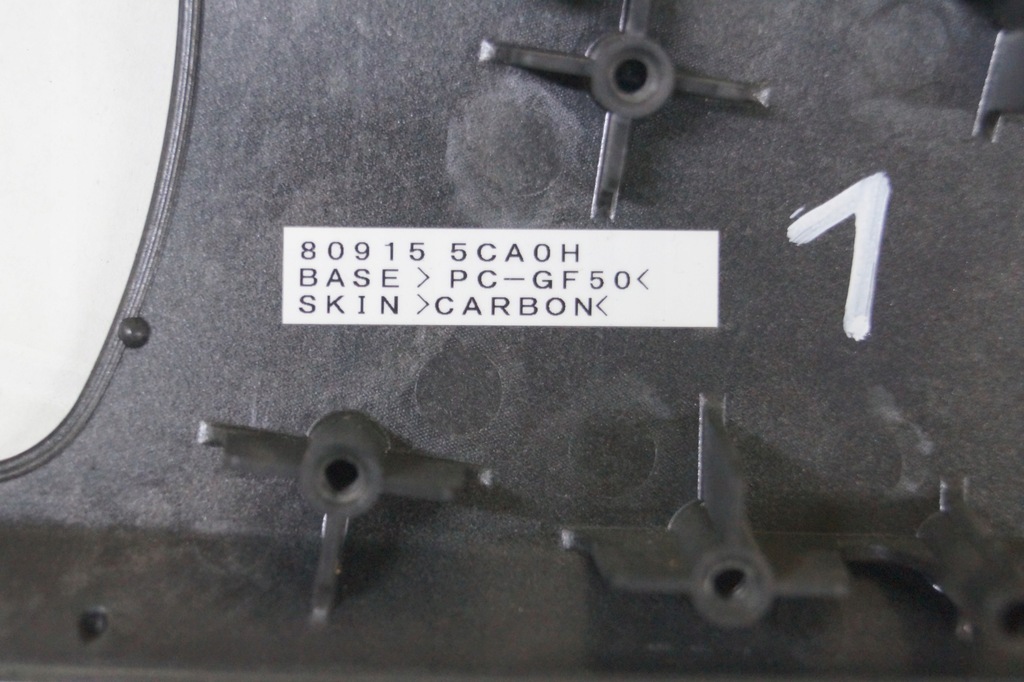 80915 5CA0H
BASE > PC-GF50<
SKIN >CARBON<
1